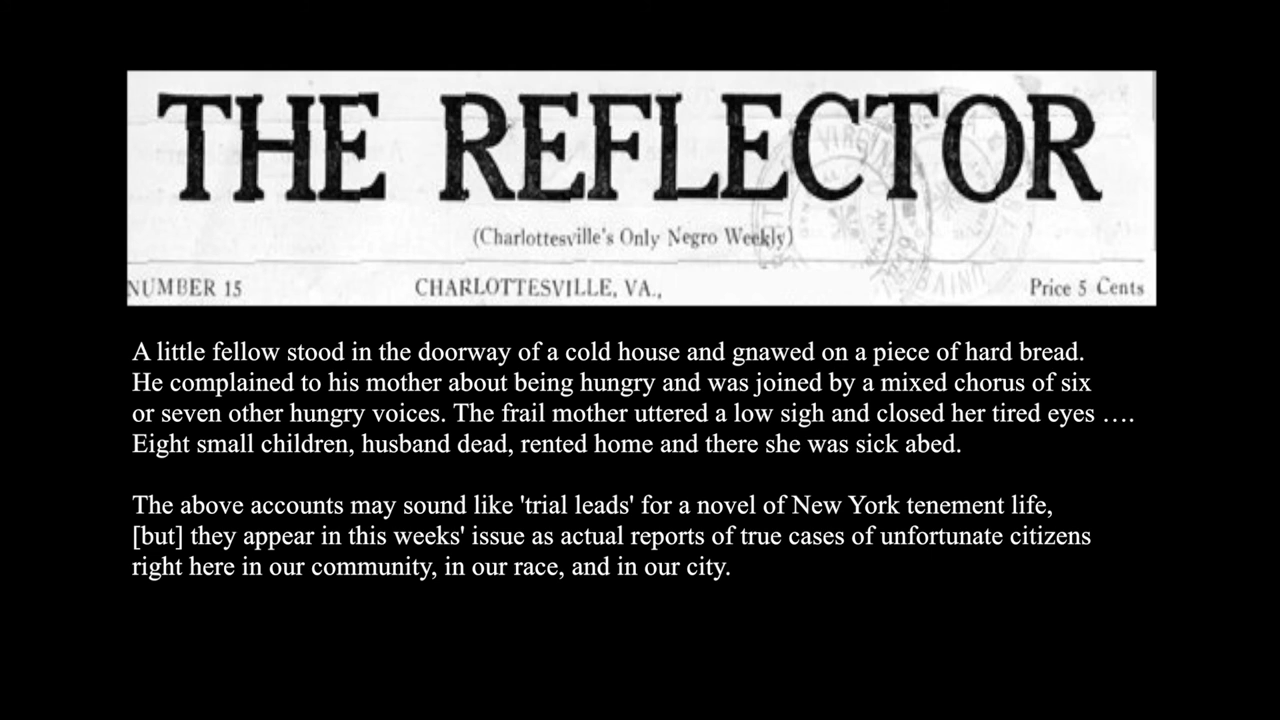 THE REFLECTOR
(Charlottesville's Only Negro Weekly)
NUMBER 15 CHARLOTTESVILLE, VA., Price 5 Cents
A little fellow stood in the doorway of a cold house and gnawed on a piece of hard bread.
He complained to his mother about being hungry and was joined by a mixed chorus of six
or seven other hungry voices. The frail mother uttered a low sigh and closed her tired eyes ….
Eight small children, husband dead, rented home and there she was sick abed.
The above accounts may sound like 'trial leads' for a novel of New York tenement life,
[but] they appear in this weeks' issue as actual reports of true cases of unfortunate citizens
right here in our community, in our race, and in our city.
VIRGINIA